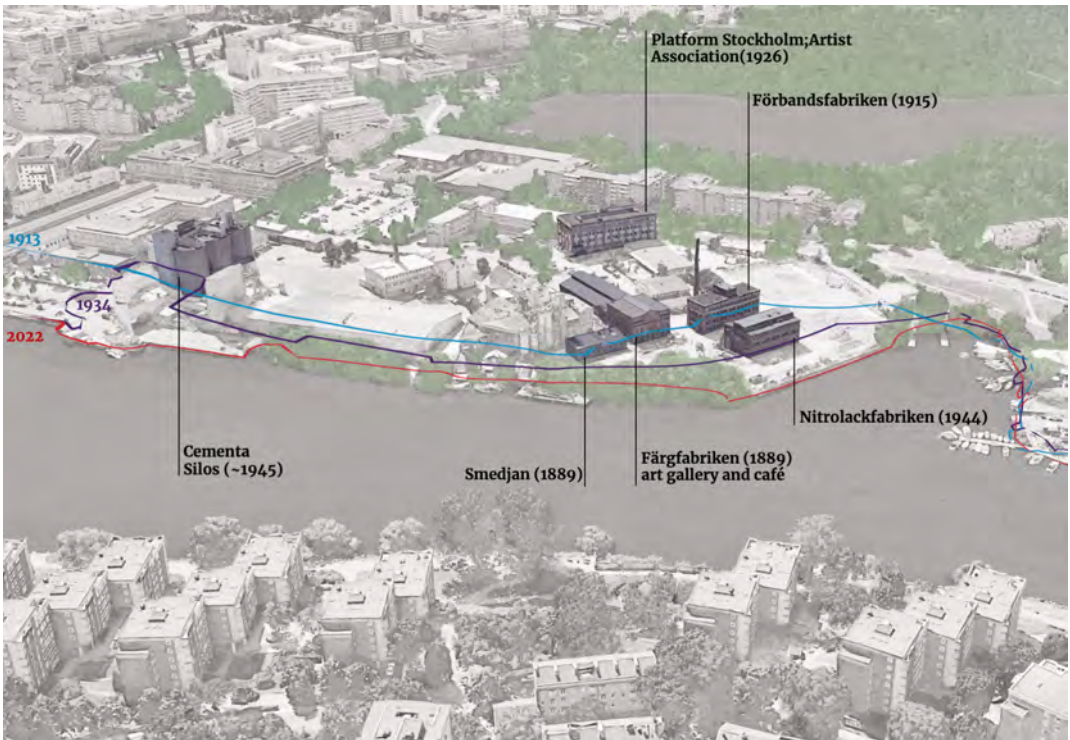 Platform Stockholm;Artist
Association(1926)
Förbandsfabriken (1915)
1913
1934
2022
Nitrolackfabriken (1944)
Cementa
Silos (~1945)
Smedjan (1889)
Färgfabriken (1889)
art gallery and café